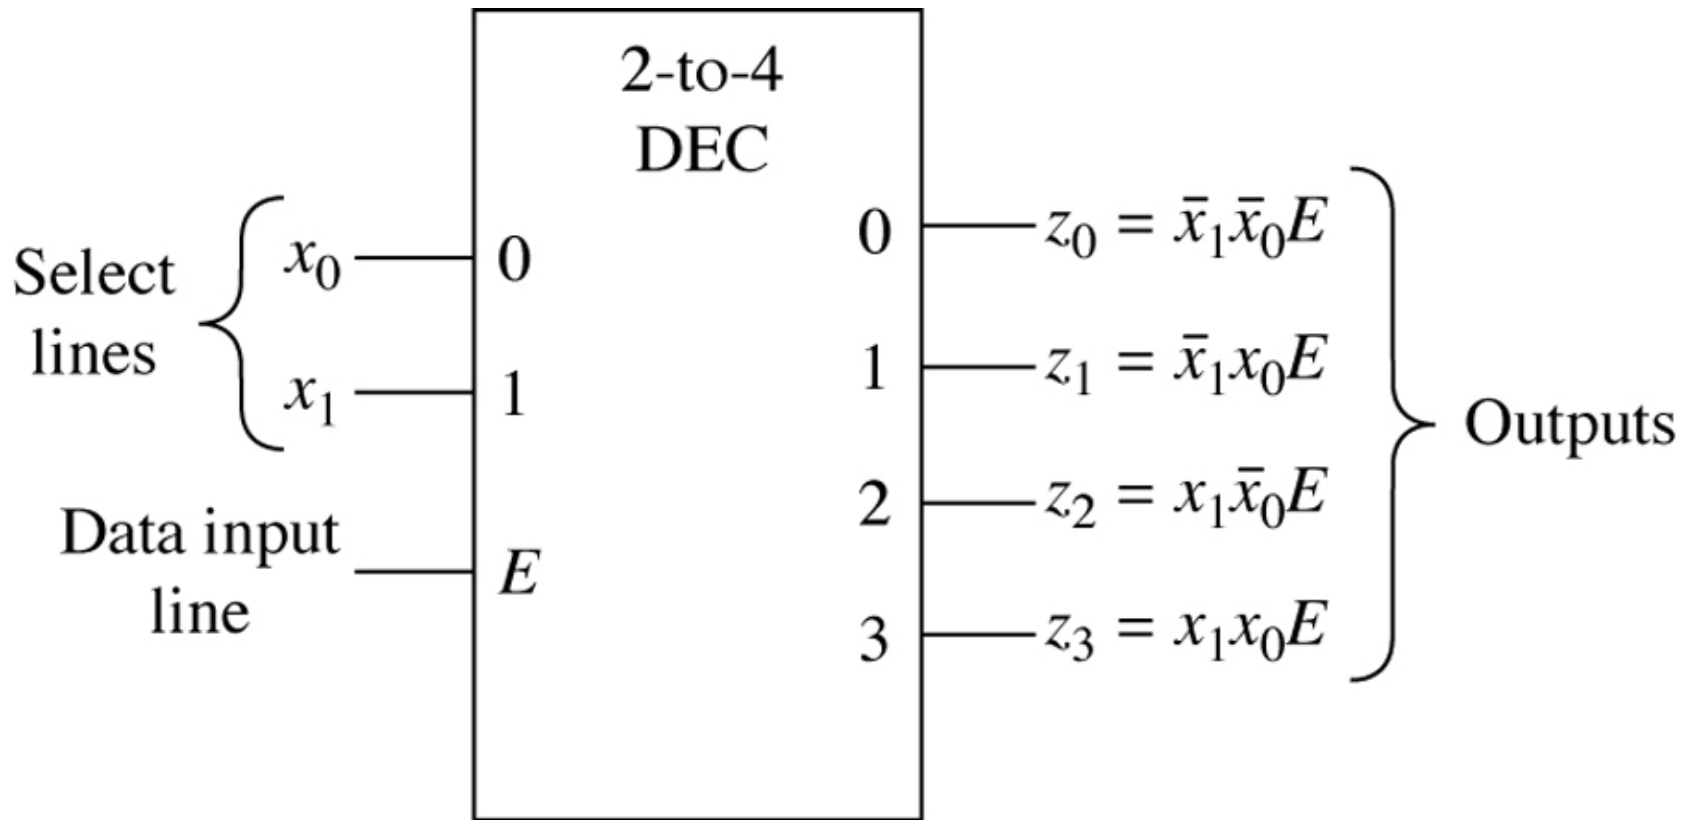 2-to-4
DEC
Select
lines
x₀
0
x₁
1
Data input
line
E
0
z₀ = x̄₁x̄₀E
1
z₁ = x̄₁x₀E
2
z₂ = x₁x̄₀E
3
z₃ = x₁x₀E
Outputs